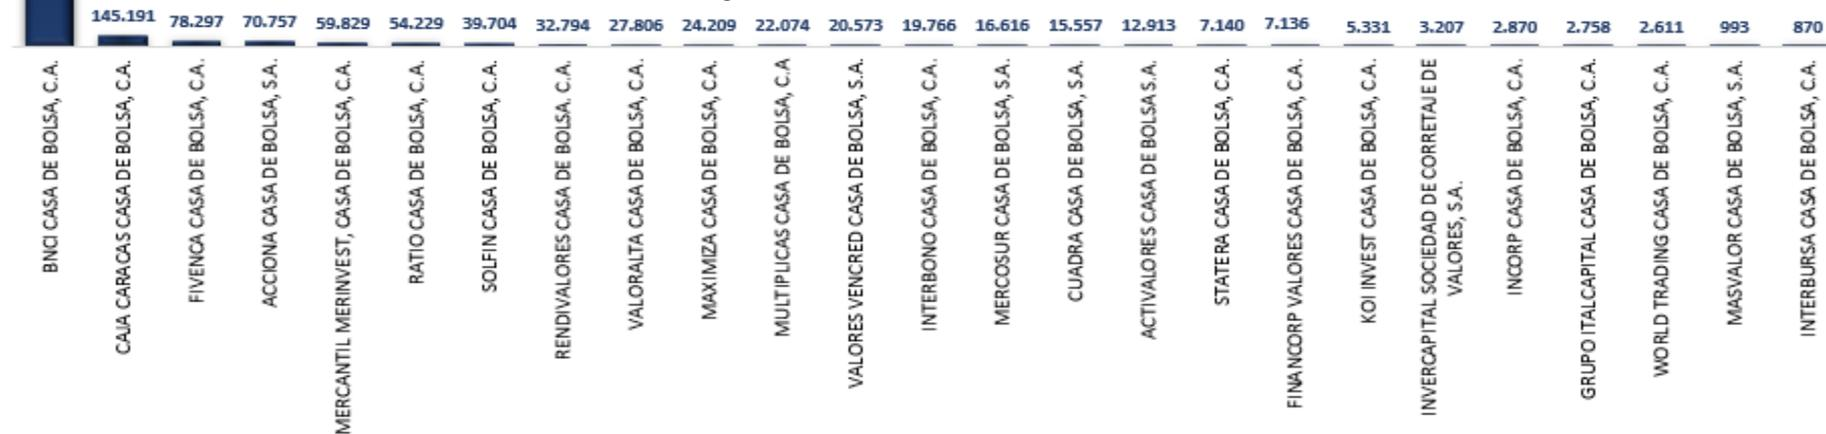 145.191 78.297 70.757 59.829 54.229 39.704 32.794 27.806 24.209 22.074 20.573 19.766 16.616 15.557 12.913 7.140 7.136 5.331 3.207 2.870 2.758 2.611 993 870
BNCI CASA DE BOLSA, C.A.
CAJA CARACAS CASA DE BOLSA, C.A.
FIVENCA CASA DE BOLSA, C.A.
ACCIONA CASA DE BOLSA, S.A.
MERCANTIL MERINVEST, CASA DE BOLSA, C.A.
RATIO CASA DE BOLSA, C.A.
SOLFIN CASA DE BOLSA, C.A.
RENDIVALORES CASA DE BOLSA. C.A.
VALORALTA CASA DE BOLSA, C.A.
MAXIMIZA CASA DE BOLSA, C.A.
MULTIPLICAS CASA DE BOLSA, C.A
VALORES VENCRED CASA DE BOLSA, S.A.
INTERBONO CASA DE BOLSA, C.A.
MERCOSUR CASA DE BOLSA, S.A.
CUADRA CASA DE BOLSA, S.A.
ACTIVALORES CASA DE BOLSA S.A.
STATERA CASA DE BOLSA, C.A.
FINANCORP VALORES CASA DE BOLSA, C.A.
KOI INVEST CASA DE BOLSA, C.A.
INVERCAPITAL SOCIEDAD DE CORRETAJE DE
VALORES, S.A.
INCORP CASA DE BOLSA, C.A.
GRUPO ITALCAPITAL CASA DE BOLSA, C.A.
WORLD TRADING CASA DE BOLSA, C.A.
MASVALOR CASA DE BOLSA, S.A.
INTERBURSA CASA DE BOLSA, C.A.